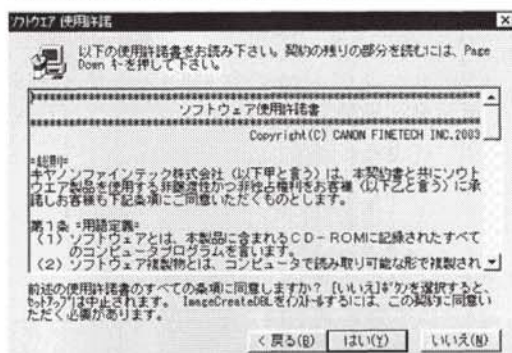 ソフトウエア 使用許諾
以下の使用許諾書をお読み下さい。契約の残りの部分を読むには、Page
Down キーを押して下さい。
ソフトウェア使用許諾書
Copyright(C) CANON FINETECH INC.2003
=総則=
キヤノンファインテック株式会社（以下甲と言う）は、本契約書と共にソウト
ウエア製品を使用する非譲渡性かつ非独占権利をお客様（以下乙と言う）に承
諾しお客様も下記条項にご同意いただくものとします。
第１条 =用語定義=
（１）ソフトウェアとは、本製品に含まれるＣＤ－ＲＯＭに記録されたすべて
のコンピュータプログラムを言います。
（２）ソフトウェア複製物とは、コンピュータで読み取り可能な形で複製され
前述の使用許諾書のすべての条項に同意しますか？ [いいえ]ボタンを選択すると、
セットアップは中止されます。 ImageCreateDBLをインストールするには、この契約に同意い
ただく必要があります。
< 戻る(B) はい(Y) いいえ(N)